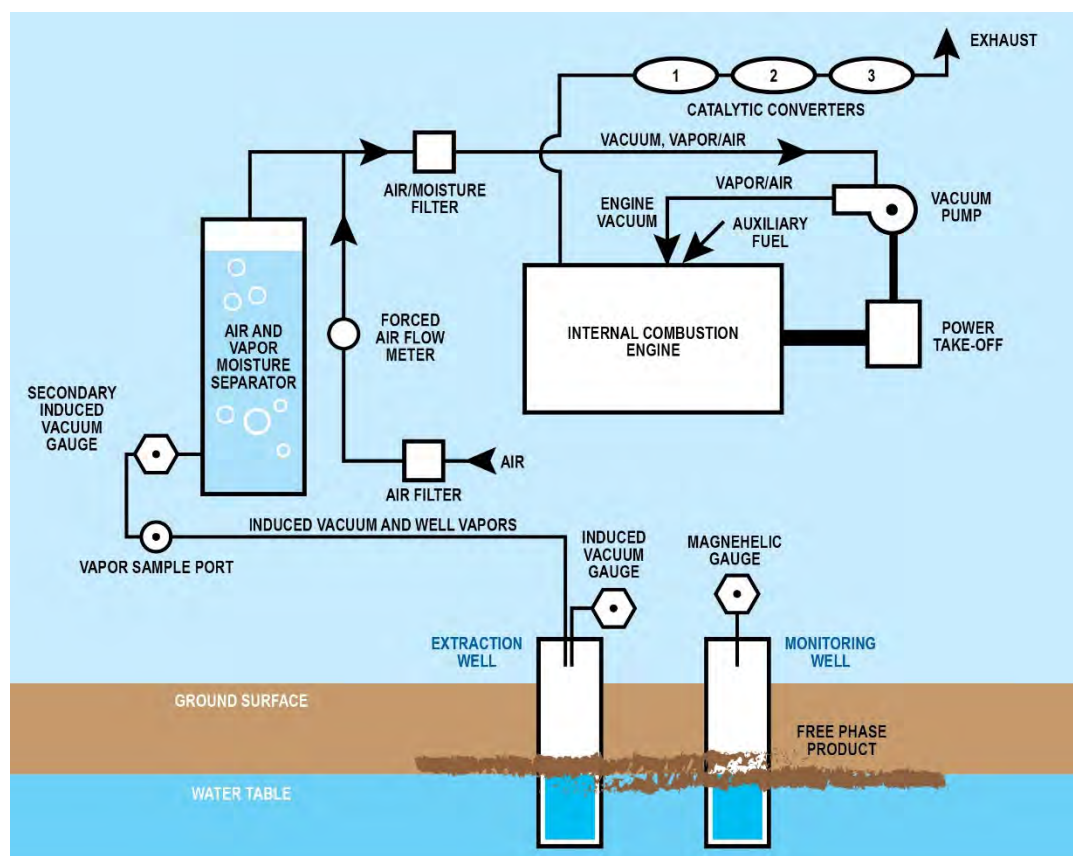 EXHAUST
1
2
3
CATALYTIC CONVERTERS
VACUUM, VAPOR/AIR
AIR/MOISTURE
FILTER
VAPOR/AIR
ENGINE
VACUUM
AUXILIARY
FUEL
VACUUM
PUMP
AIR AND
VAPOR
MOISTURE
SEPARATOR
FORCED
AIR FLOW
METER
INTERNAL COMBUSTION
ENGINE
POWER
TAKE-OFF
SECONDARY
INDUCED
VACUUM
GAUGE
AIR
AIR FILTER
INDUCED VACUUM AND WELL VAPORS
VAPOR SAMPLE PORT
INDUCED
VACUUM
GAUGE
MAGNEHELIC
GAUGE
EXTRACTION
WELL
MONITORING
WELL
GROUND SURFACE
FREE PHASE
PRODUCT
WATER TABLE